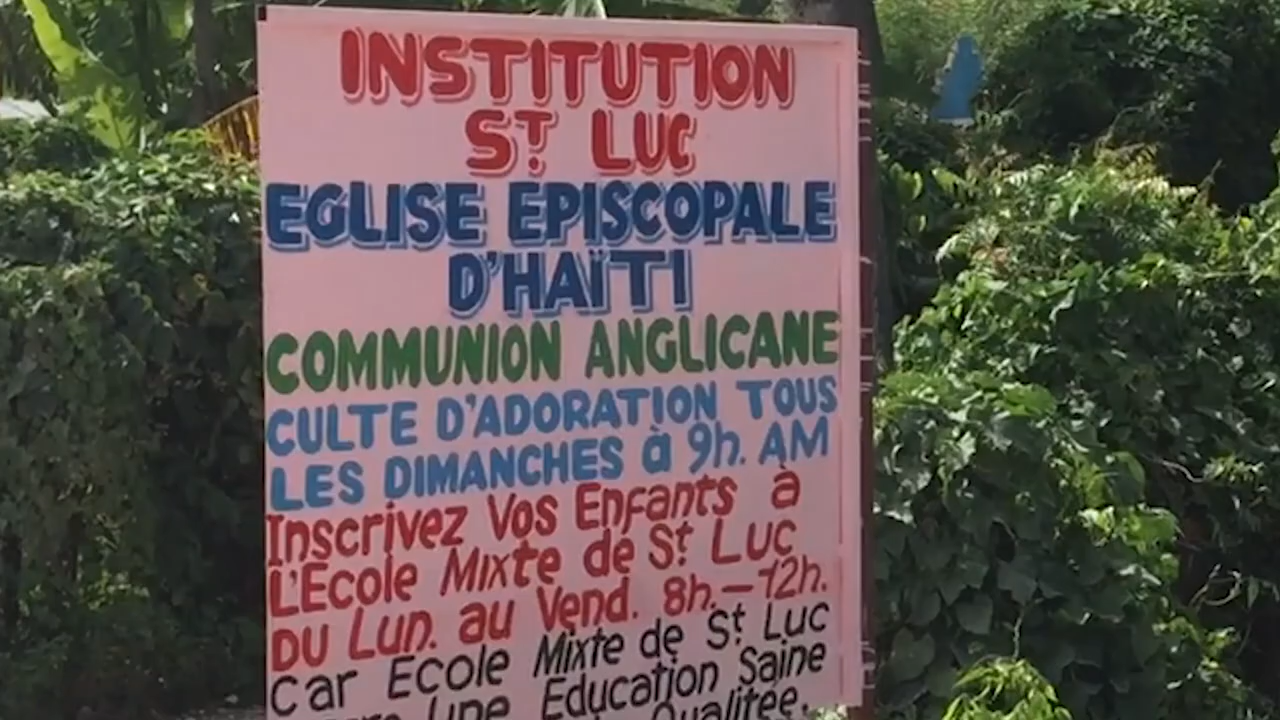 INSTITUTION
ST LUC
EGLISE EPISCOPALE
D'HAÏTI
COMMUNION ANGLICANE
CULTE D'ADORATION TOUS
LES DIMANCHES à 9h. AM
Inscrivez Vos Enfants à
L'Ecole Mixte de St Luc
DU Lun. au Vend. 8h.-12h.
Car Ecole Mixte de St Luc
une Education Saine
Qualitée.